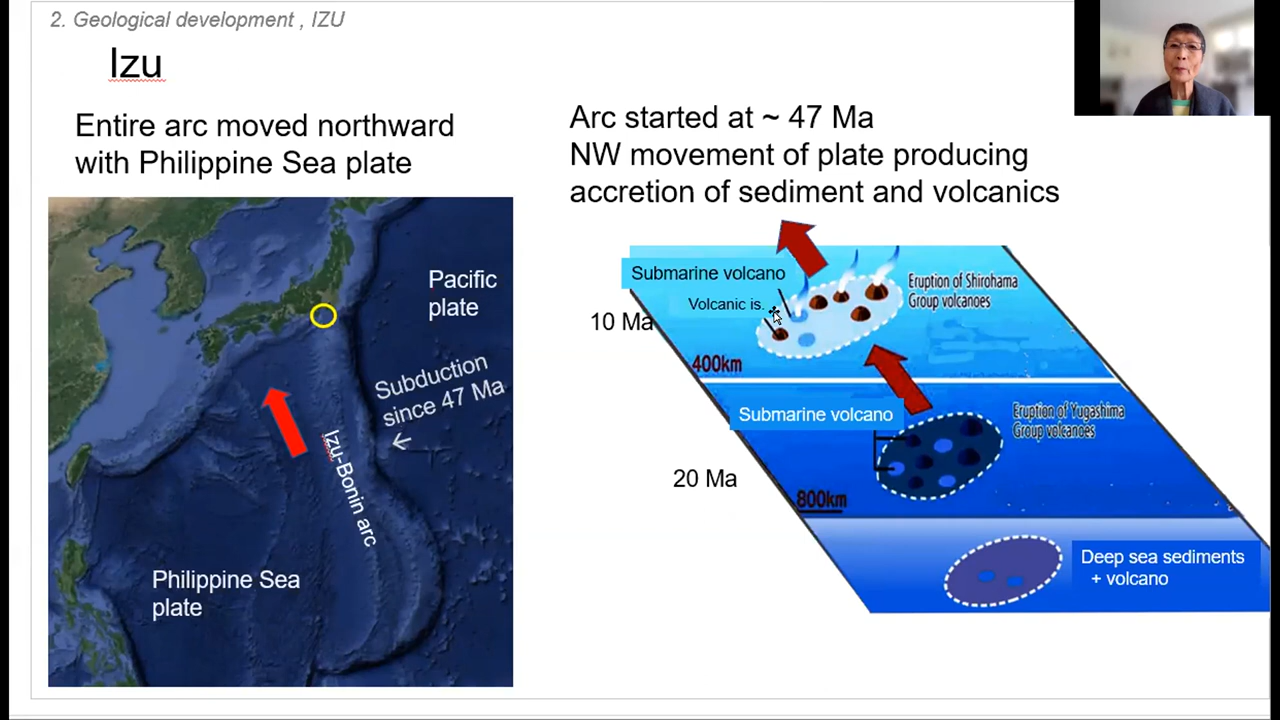 2. Geological development , IZU
Izu
Entire arc moved northward
with Philippine Sea plate
Pacific
plate
Subduction
since 47 Ma
Izu-Bonin arc
Philippine Sea
plate
Arc started at ~ 47 Ma
NW movement of plate producing
accretion of sediment and volcanics
Submarine volcano
Volcanic is.
Eruption of Shirohama
Group volcanoes
10 Ma
400km
Submarine volcano
Eruption of Yugashima
Group volcanoes
20 Ma
800km
Deep sea sediments
+ volcano